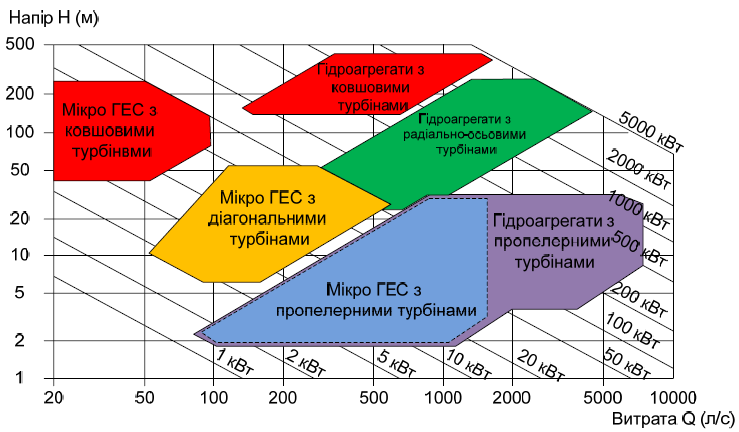 Напір H (м)
500
200
100
50
20
10
5
2
1
Гідроагрегати з
ковшовими
турбінами
Мікро ГЕС з
ковшовими
турбінвми
Гідроагрегати з
радіально-осьовими
турбінами
Мікро ГЕС з
діагональними
турбінами
Гідроагрегати з
пропелерними
турбінами
Мікро ГЕС з
пропелерними турбінами
5000 кВт
2000 кВт
1000 кВт
500 кВт
200 кВт
100 кВт
50 кВт
1 кВт
2 кВт
5 кВт
10 кВт
20 кВт
20
50
100
200
500
1000
2000
5000
10000
Витрата Q (л/с)